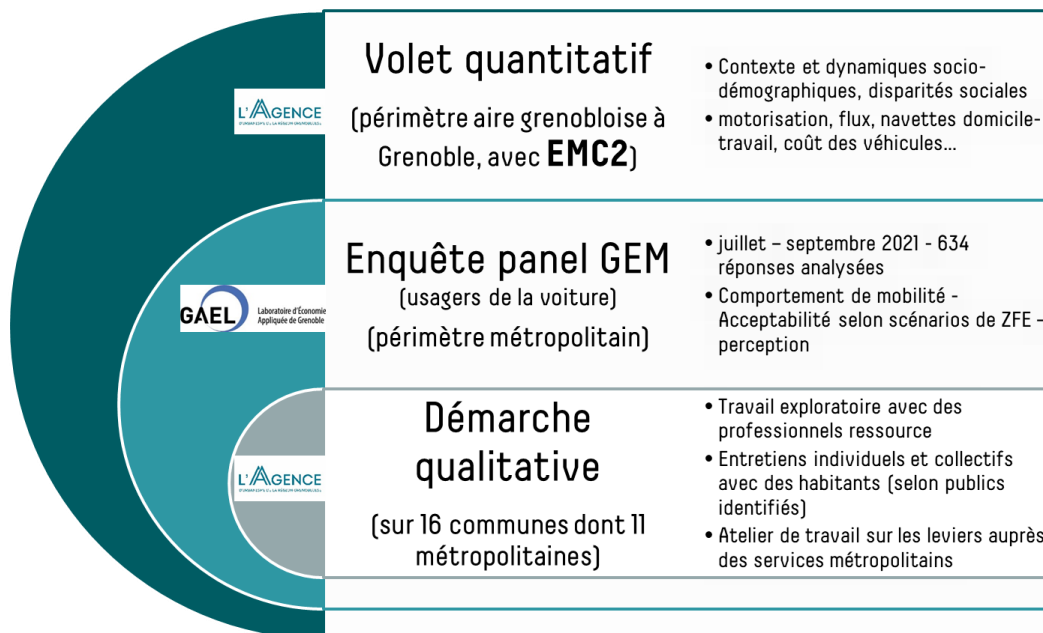 Volet quantitatif
(périmètre aire grenobloise à
Grenoble, avec EMC2)
• Contexte et dynamiques socio-
démographiques, disparités sociales
• motorisation, flux, navettes domicile-
travail, coût des véhicules...
L'AGENCE
Enquête panel GEM
(usagers de la voiture)
(périmètre métropolitain)
• juillet – septembre 2021 - 634
réponses analysées
• Comportement de mobilité -
Acceptabilité selon scénarios de ZFE –
perception
GAEL
Laboratoire d'Économie
Appliquée de Grenoble
Démarche
qualitative
(sur 16 communes dont 11
métropolitaines)
• Travail exploratoire avec des
professionnels ressource
• Entretiens individuels et collectifs
avec des habitants (selon publics
identifiés)
• Atelier de travail sur les leviers auprès
des services métropolitains
L'AGENCE